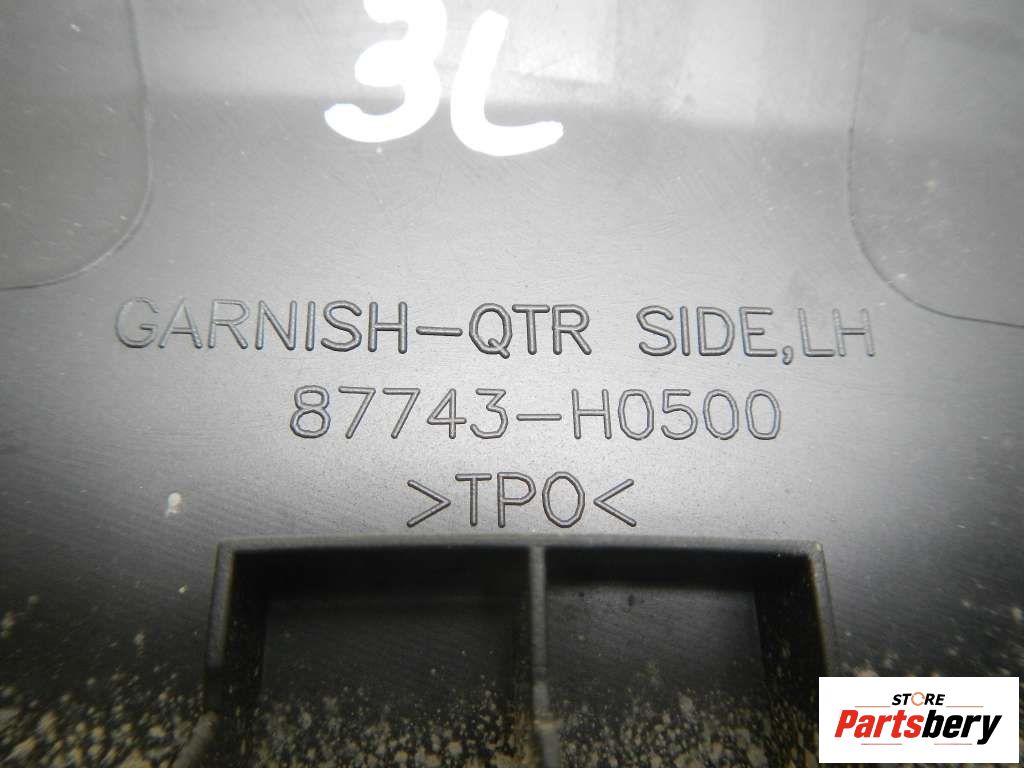 3L
GARNISH-QTR SIDE,LH
87743-H0500
>TPO<
STORE
Partsbery